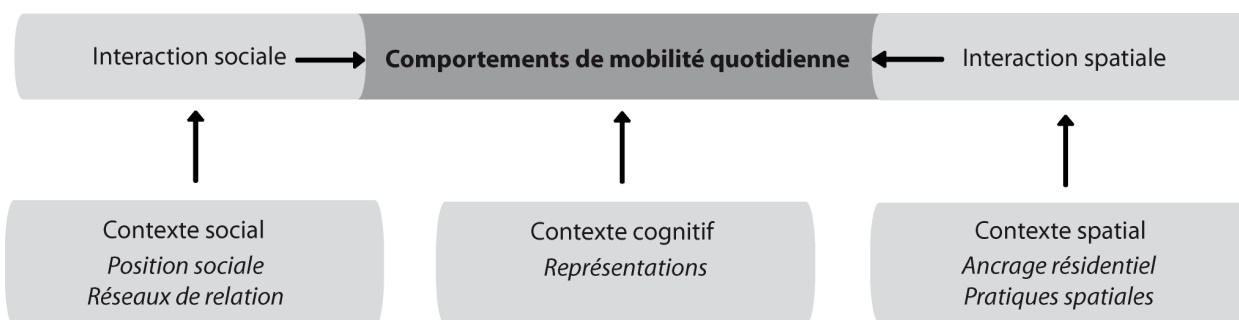 Interaction sociale
Comportements de mobilité quotidienne
Interaction spatiale
Contexte social
Position sociale
Réseaux de relation
Contexte cognitif
Représentations
Contexte spatial
Ancrage résidentiel
Pratiques spatiales